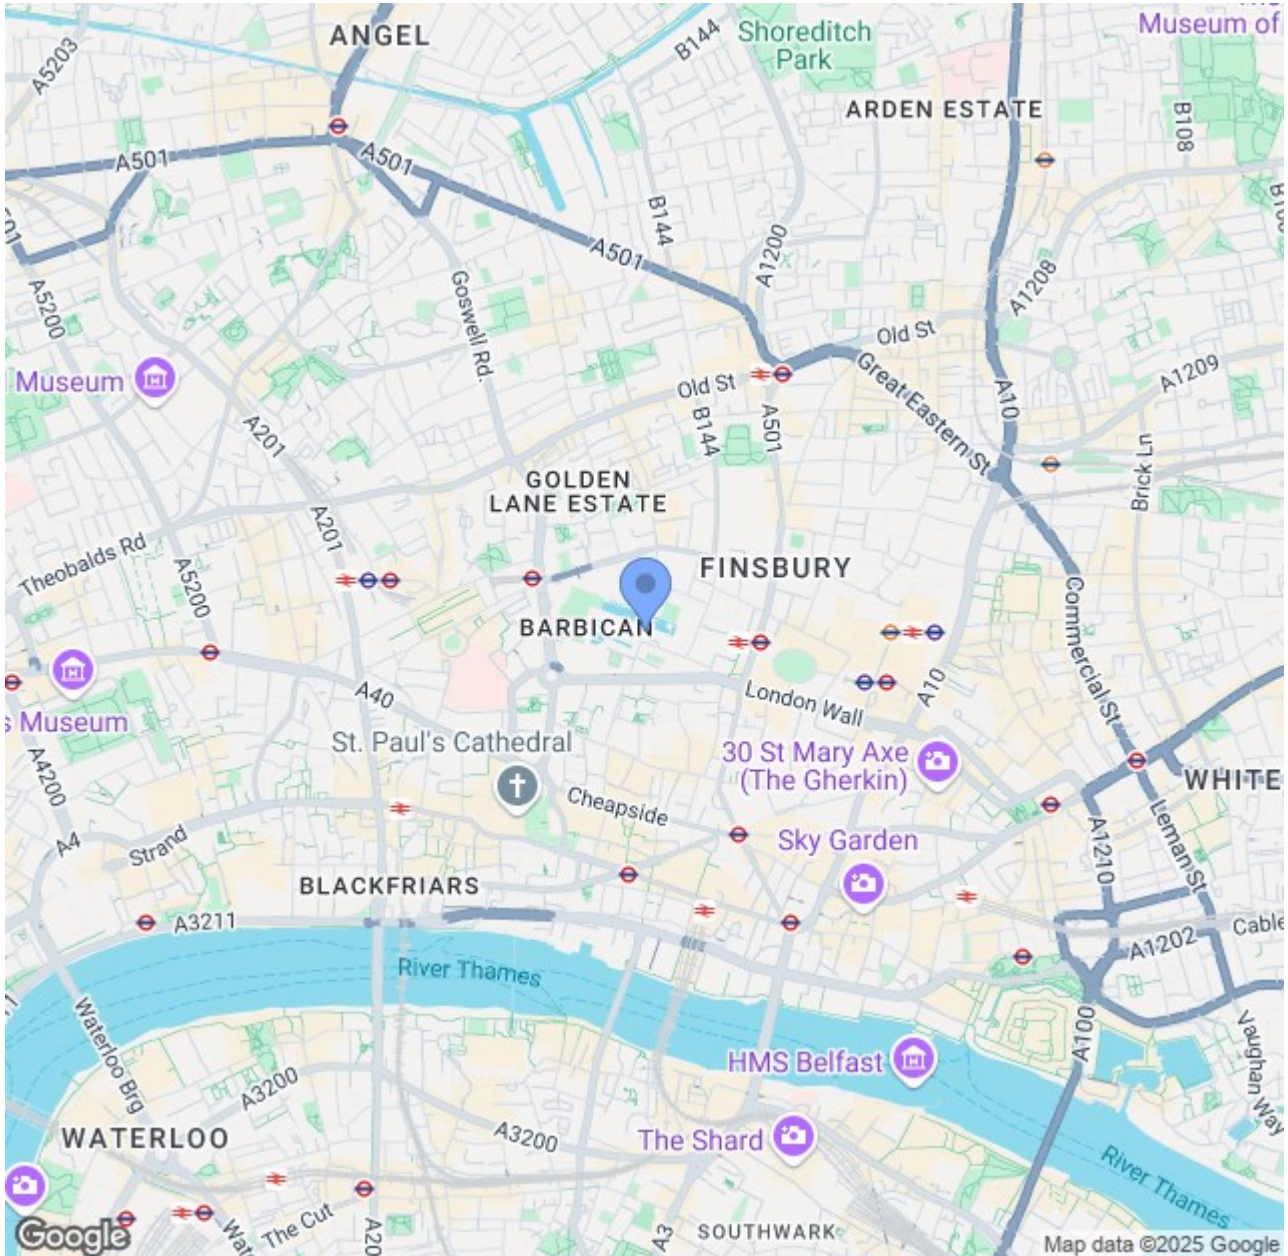 Museum of
ANGEL
Shoreditch
Park
B144
A5203
ARDEN ESTATE
B108
A501
A501
B144
A501
A1200
A1208
A5200
Goswell Rd.
Old St
Great Eastern St
A10
A1209
Museum
Old St
B144
A501
A201
Brick Ln
GOLDEN
LANE ESTATE
A201
Theobalds Rd
A5200
FINSBURY
Commercial St
BARBICAN
A40
London Wall
A10
s Museum
St. Paul's Cathedral
30 St Mary Axe
(The Gherkin)
A4200
WHITE
Cheapside
Leman St
A4
Strand
Sky Garden
A1210
BLACKFRIARS
A3211
Cable
A1202
River Thames
Waterloo Brg
A100
Vaughan Way
HMS Belfast
A3200
WATERLOO
A3200
The Shard
River Thames
The Cut
A20
A3
SOUTHWARK
Google
Map data ©2025 Google